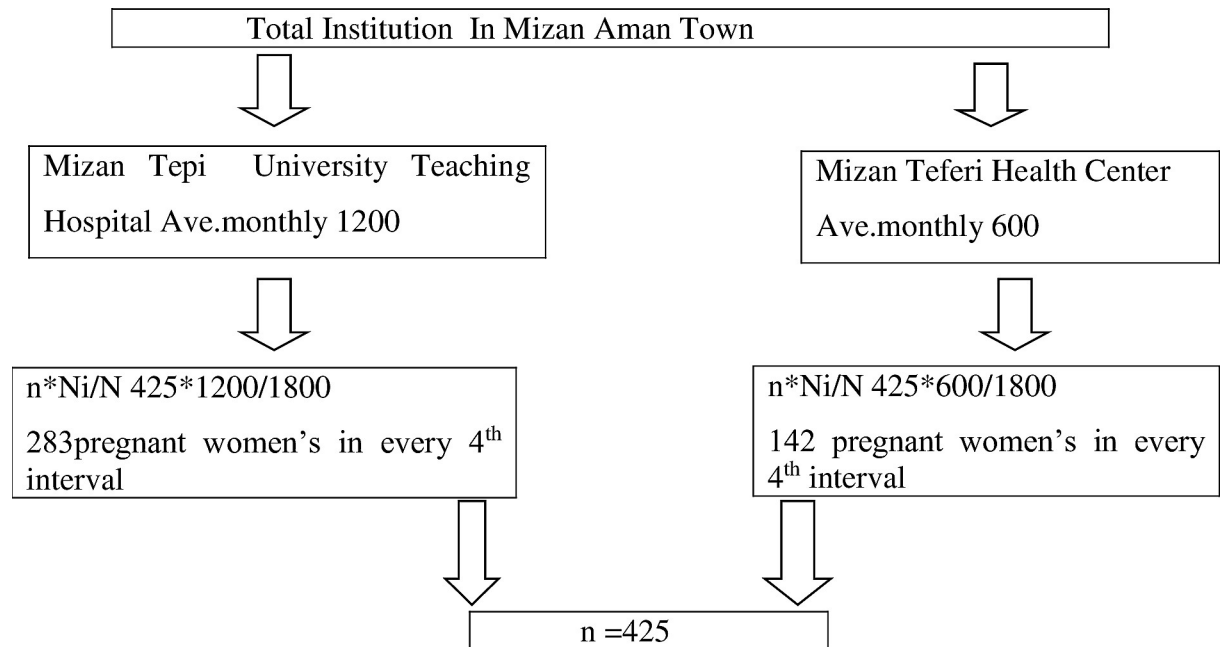 Total Institution In Mizan Aman Town
Mizan Tepi University Teaching
Hospital Ave.monthly 1200
Mizan Teferi Health Center
Ave.monthly 600
n*Ni/N 425*1200/1800
283pregnant women’s in every 4th
interval
n*Ni/N 425*600/1800
142 pregnant women’s in every
4th interval
n =425